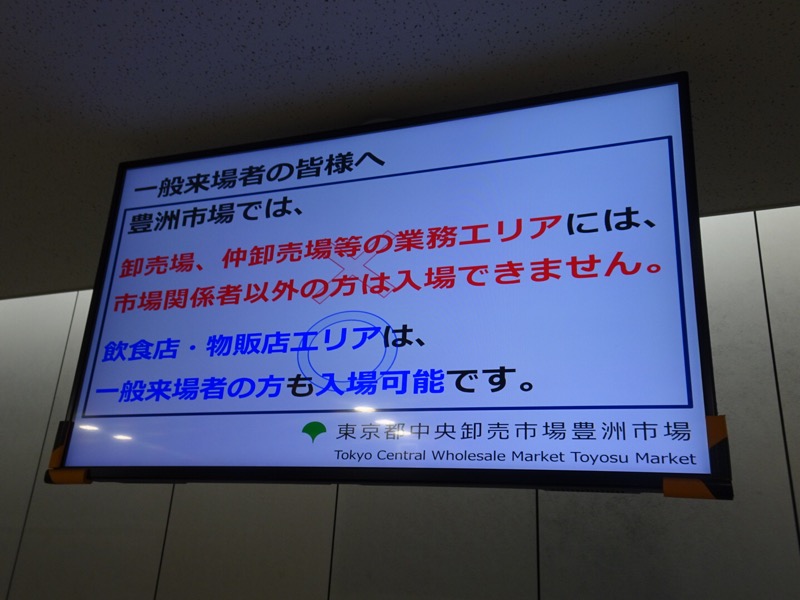 一般来場者の皆様へ
豊洲市場では、
卸売場、仲卸売場等の業務エリアには、
市場関係者以外の方は入場できません。
飲食店・物販店エリアは、
一般来場者の方も入場可能です。
東京都中央卸売市場豊洲市場
Tokyo Central Wholesale Market Toyosu Market